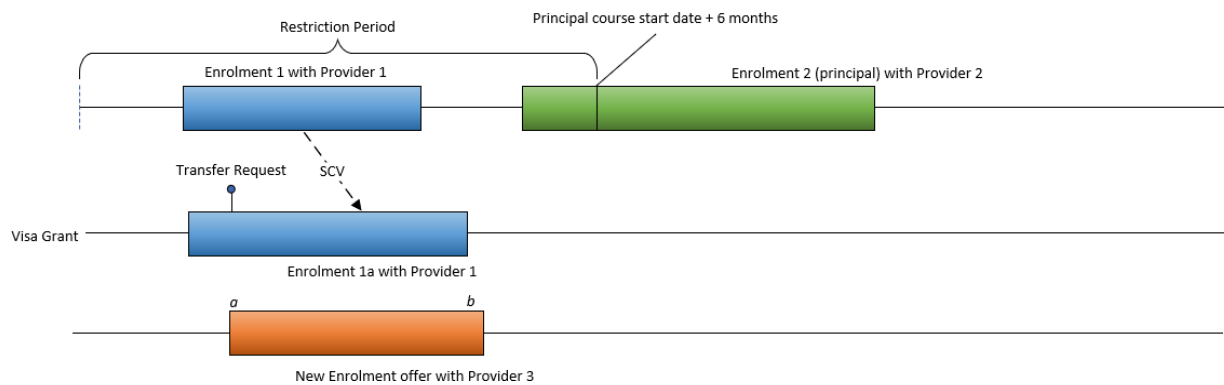 Principal course start date + 6 months
Restriction Period
Enrolment 1 with Provider 1
Enrolment 2 (principal) with Provider 2
Transfer Request
SCV
Visa Grant
Enrolment 1a with Provider 1
a
b
New Enrolment offer with Provider 3